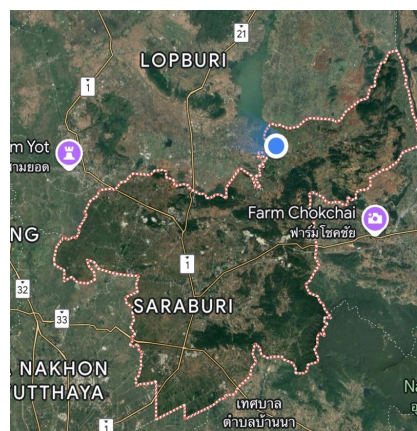 21
LOPBURI
1
m Yot
ามยอด
Farm Chokchai
ฟาร์มโชคชัย
NG
1
32
SARABURI
33
NAKHON
YUTTHAYA
เทศบาล
ตำบลบ้านนา
Na
1